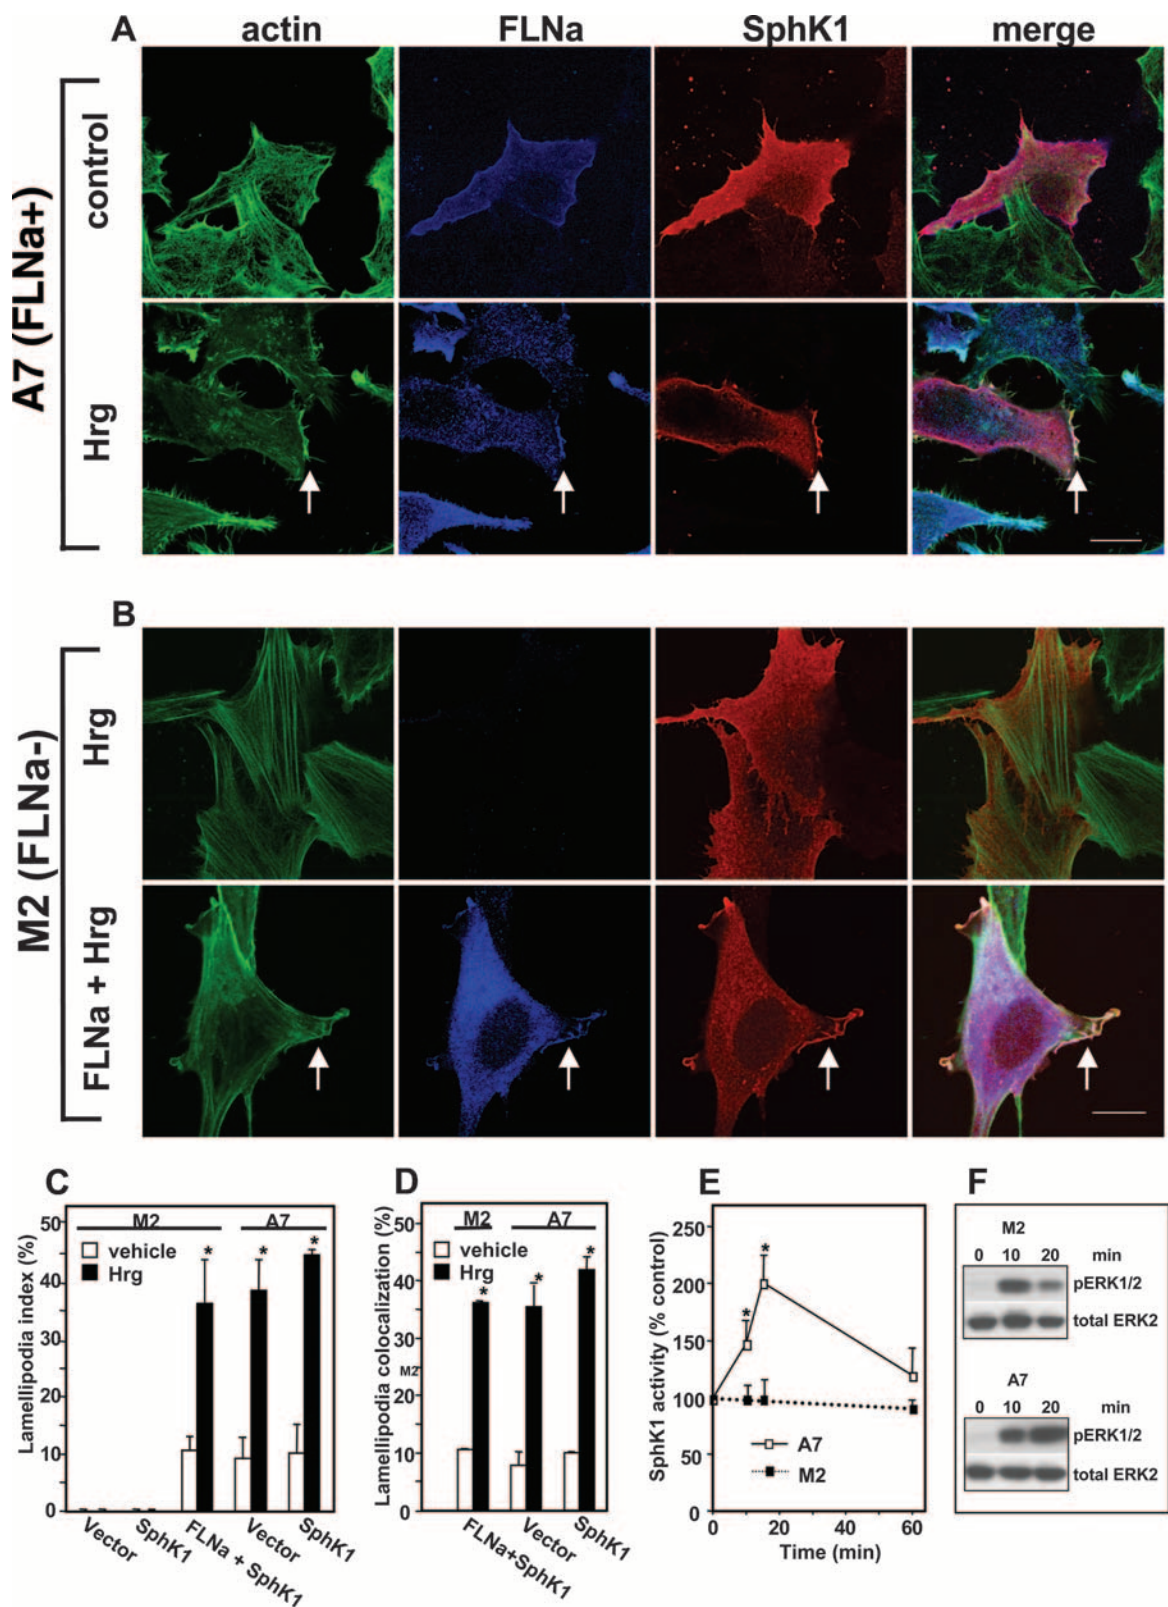 A actin FLNa SphK1 merge
A7 (FLNa+)
control
Hrg
B
M2 (FLNa-)
Hrg
FLNa + Hrg
C
Lamellipodia index (%)
50
40
30
20
10
0
M2 A7
vehicle
Hrg
* * *
Vector
SphK1
FLNa + SphK1
Vector
SphK1
D
Lamellipodia colocalization (%)
50
40
30
M2
20
10
0
M2 A7
vehicle
Hrg
* * *
FLNa+SphK1
Vector
SphK1
E
SphK1 activity (% control)
250
200
150
100
50
0
* *
A7
M2
0 20 40 60
Time (min)
F
M2
0 10 20 min
pERK1/2
total ERK2
A7
0 10 20 min
pERK1/2
total ERK2